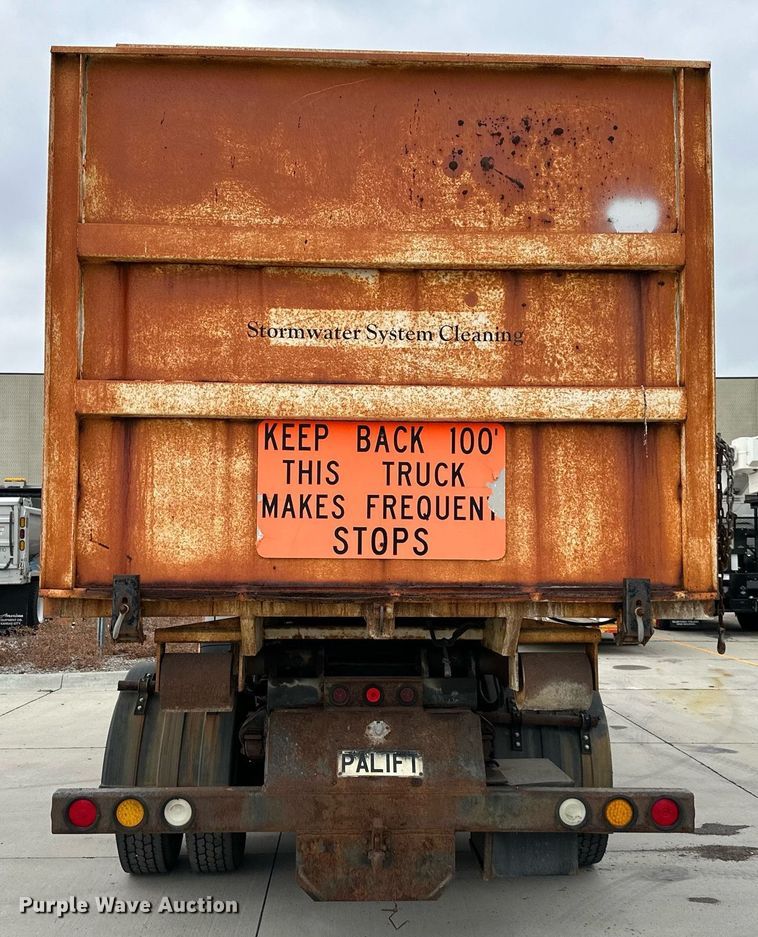 Stormwater System Cleaning
KEEP BACK 100'
THIS TRUCK
MAKES FREQUENT
STOPS
PALIFT
Purple Wave Auction